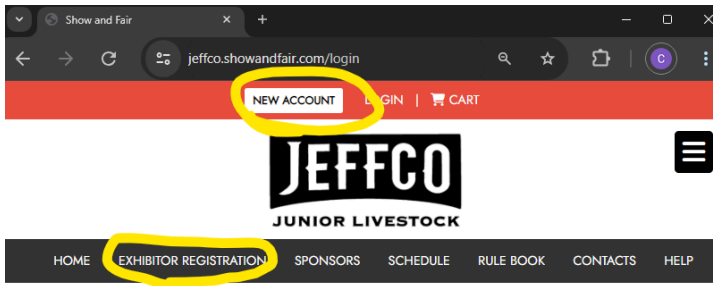 Show and Fair
jeffco.showandfair.com/login
C
NEW ACCOUNT LOGIN | CART
JEFFCO
JUNIOR LIVESTOCK
HOME EXHIBITOR REGISTRATION SPONSORS SCHEDULE RULE BOOK CONTACTS HELP